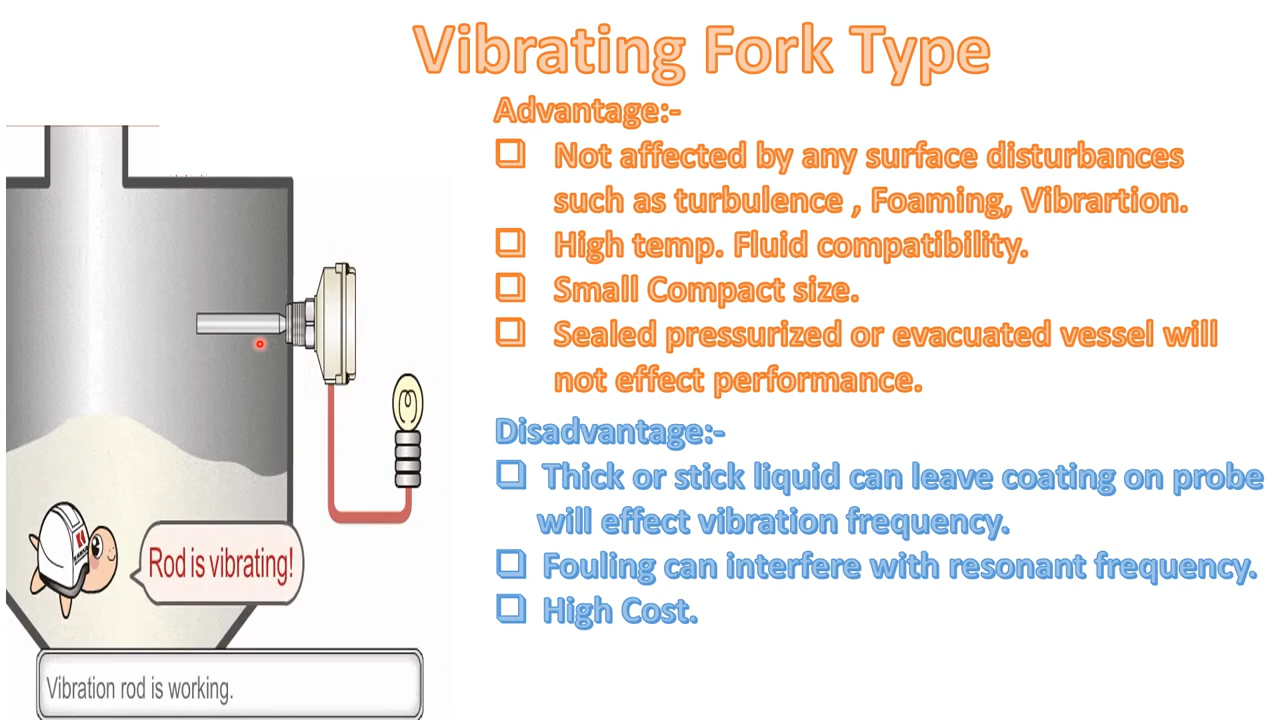 Vibrating Fork Type
Advantage:-
❑ Not affected by any surface disturbances
such as turbulence , Foaming, Vibrartion.
❑ High temp. Fluid compatibility.
❑ Small Compact size.
❑ Sealed pressurized or evacuated vessel will
not effect performance.
Disadvantage:-
❑ Thick or stick liquid can leave coating on probe
will effect vibration frequency.
❑ Fouling can interfere with resonant frequency.
❑ High Cost.
Rod is vibrating!
Vibration rod is working.